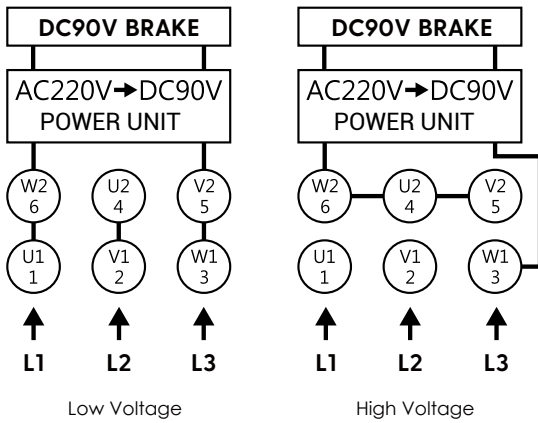 DC90V BRAKE
AC220V→DC90V
POWER UNIT
W2 6
U2 4
V2 5
U1 1
V1 2
W1 3
L1 L2 L3
Low Voltage
DC90V BRAKE
AC220V→DC90V
POWER UNIT
W2 6
U2 4
V2 5
U1 1
V1 2
W1 3
L1 L2 L3
High Voltage